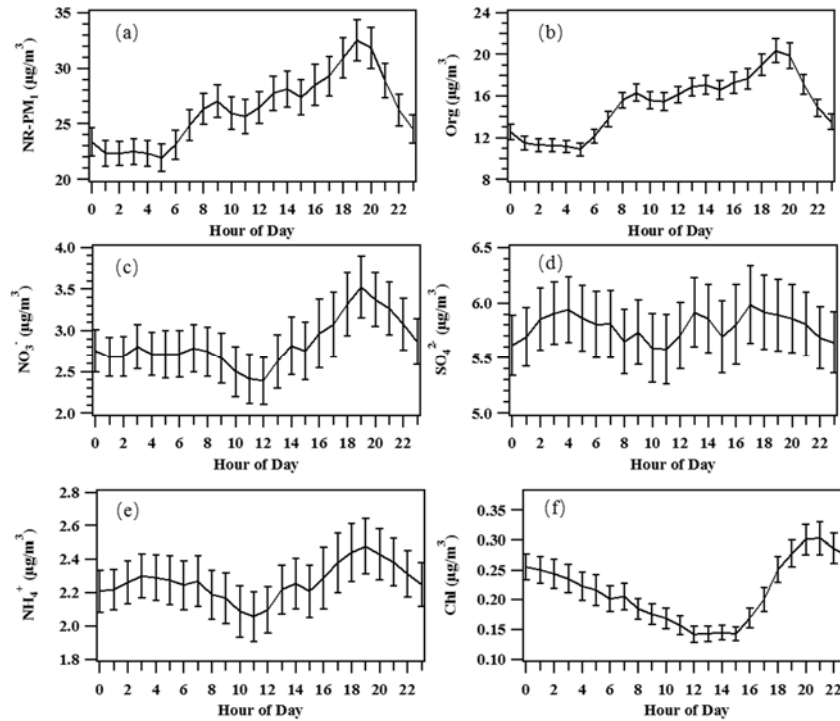 (a)
NR-PM₁ (μg/m³)
35
30
25
20
0 2 4 6 8 10 12 14 16 18 20 22
Hour of Day
(b)
Org (μg/m³)
24
20
16
12
8
0 2 4 6 8 10 12 14 16 18 20 22
Hour of Day
(c)
NO₃⁻ (μg/m³)
4.0
3.5
3.0
2.5
2.0
0 2 4 6 8 10 12 14 16 18 20 22
Hour of Day
(d)
SO₄²⁻ (μg/m³)
6.5
6.0
5.5
5.0
0 2 4 6 8 10 12 14 16 18 20 22
Hour of Day
(e)
NH₄⁺ (μg/m³)
2.8
2.6
2.4
2.2
2.0
1.8
0 2 4 6 8 10 12 14 16 18 20 22
Hour of Day
(f)
Chl (μg/m³)
0.35
0.30
0.25
0.20
0.15
0.10
0 2 4 6 8 10 12 14 16 18 20 22
Hour of Day